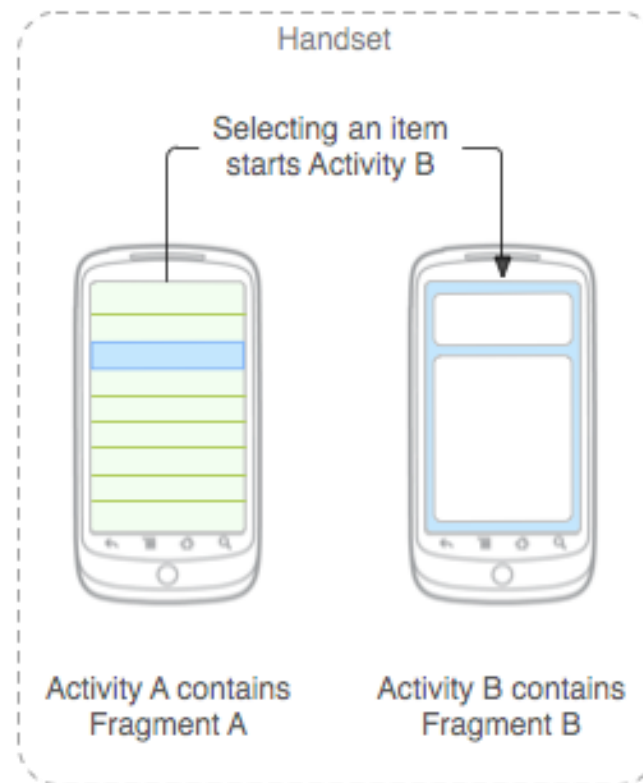 Handset
Selecting an item
starts Activity B
Activity A contains
Fragment A
Activity B contains
Fragment B